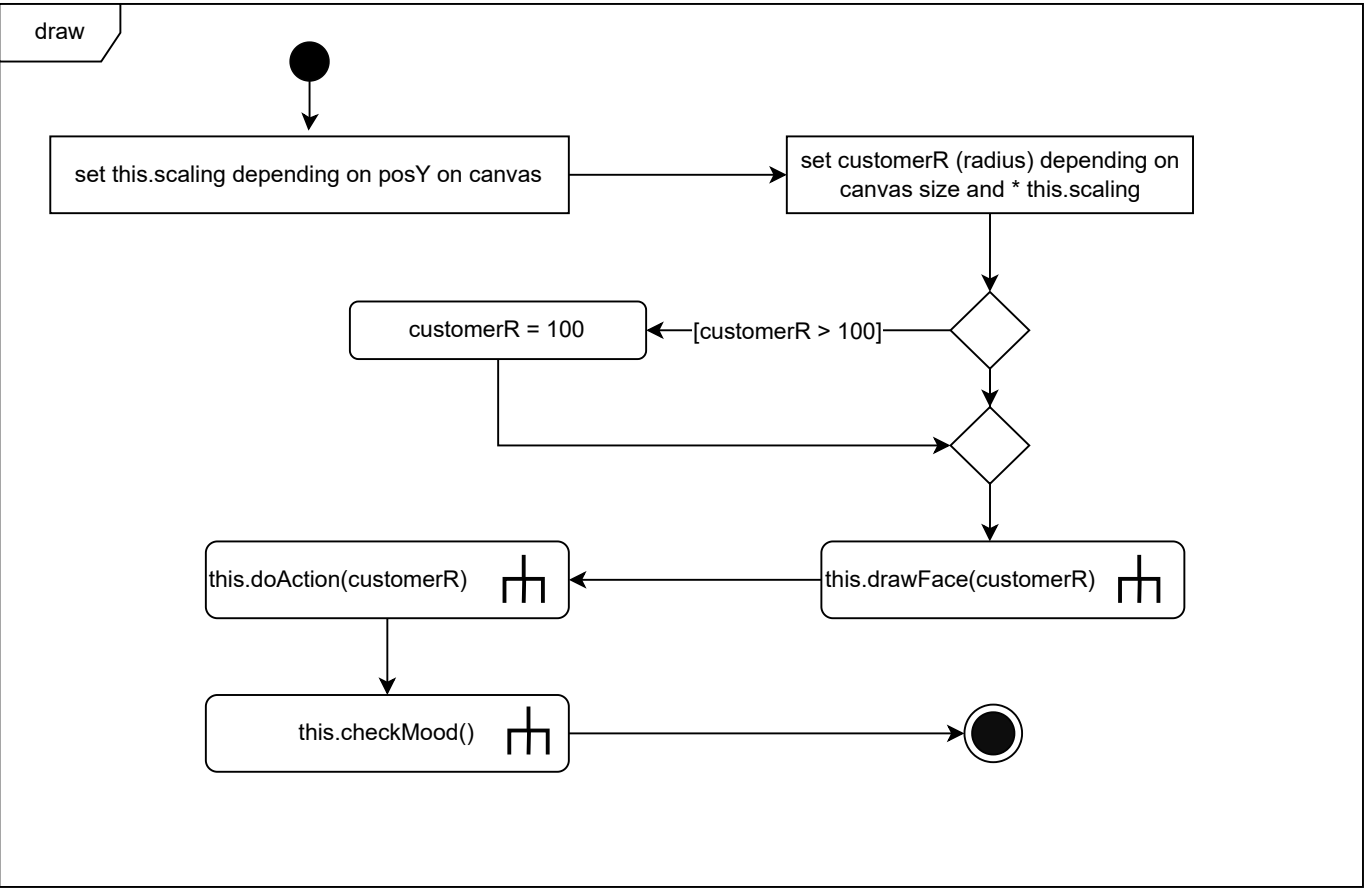 draw
set this.scaling depending on posY on canvas
set customerR (radius) depending on
canvas size and * this.scaling
customerR = 100
[customerR > 100]
this.doAction(customerR)
this.drawFace(customerR)
this.checkMood()